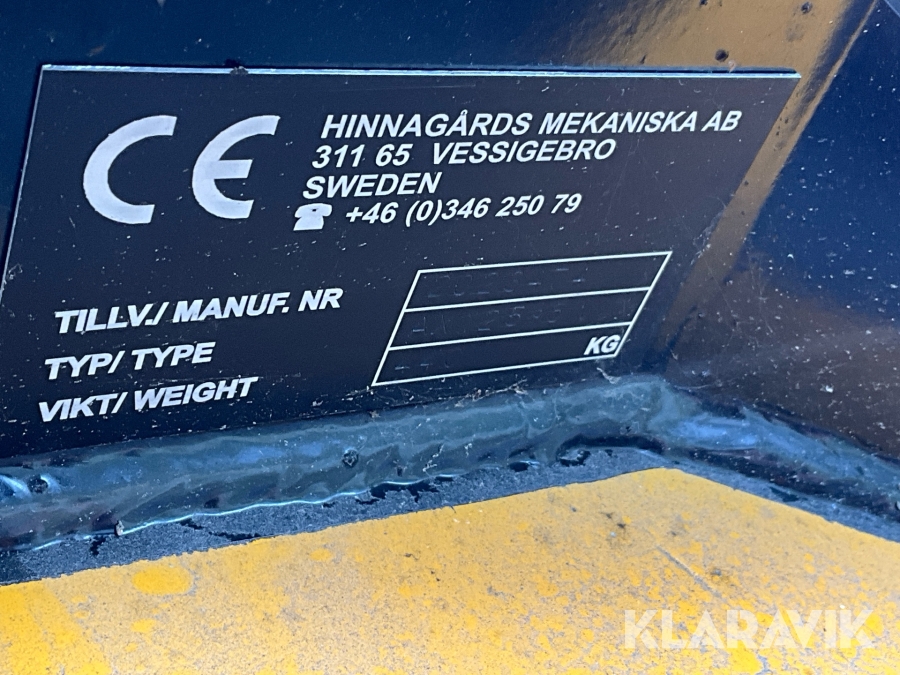 CE
HINNAGÅRDS MEKANISKA AB
311 65 VESSIGEBRO
SWEDEN
☎ +46 (0)346 250 79
TILLV./ MANUF. NR
TYP/ TYPE
VIKT/ WEIGHT
KG
KLARAVIK